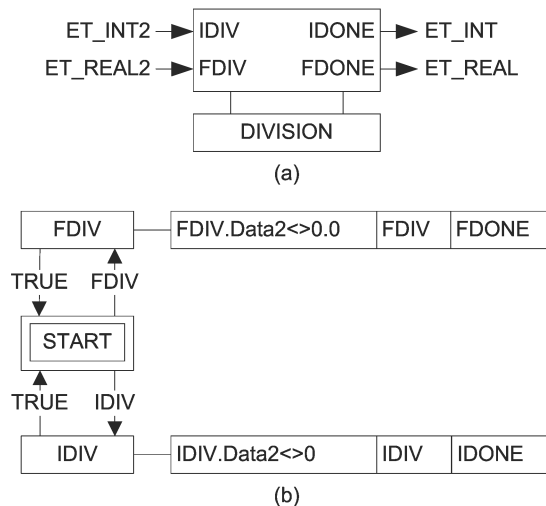 ET_INT2 IDIV IDONE ET_INT
ET_REAL2 FDIV FDONE ET_REAL
DIVISION
(a)
FDIV FDIV.Data2<>0.0 FDIV FDONE
TRUE FDIV
START
TRUE IDIV
IDIV IDIV.Data2<>0 IDIV IDONE
(b)